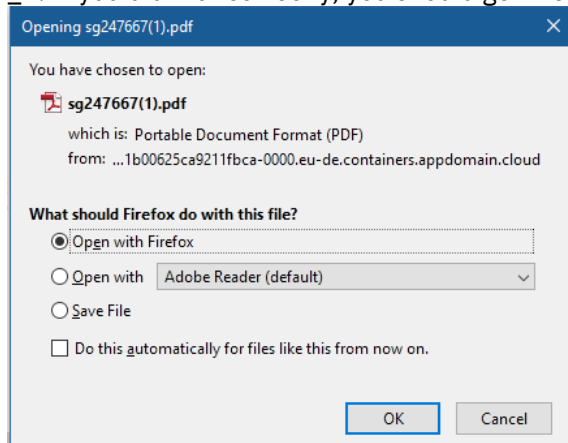 Opening sg247667(1).pdf
You have chosen to open:
sg247667(1).pdf
which is: Portable Document Format (PDF)
from: ...1b00625ca9211fbca-0000.eu-de.containers.appdomain.cloud
What should Firefox do with this file?
Open with Firefox
Open with Adobe Reader (default)
Save File
Do this automatically for files like this from now on.
OK Cancel